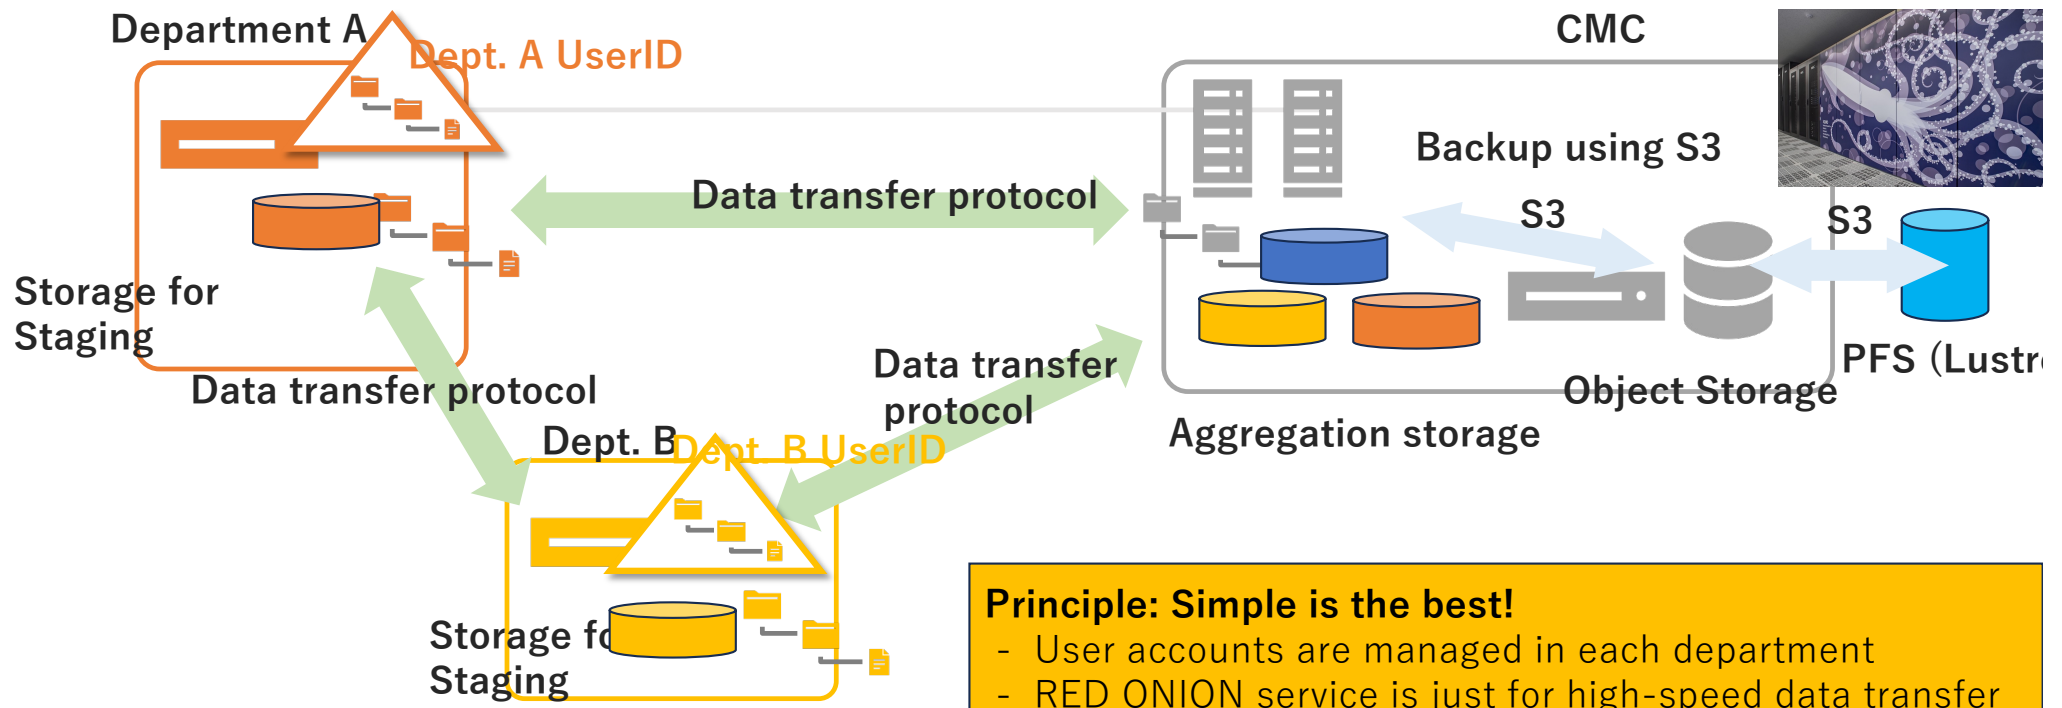 Department A
Dept. A UserID
CMC
Backup using S3
Data transfer protocol
S3
S3
Storage for
Staging
Data transfer protocol
Data transfer
protocol
PFS (Lustre
Object Storage
Aggregation storage
Dept. B
Dept. B UserID
Storage fo
Staging
Principle: Simple is the best!
- User accounts are managed in each department
- RED ONION service is just for high-speed data transfer